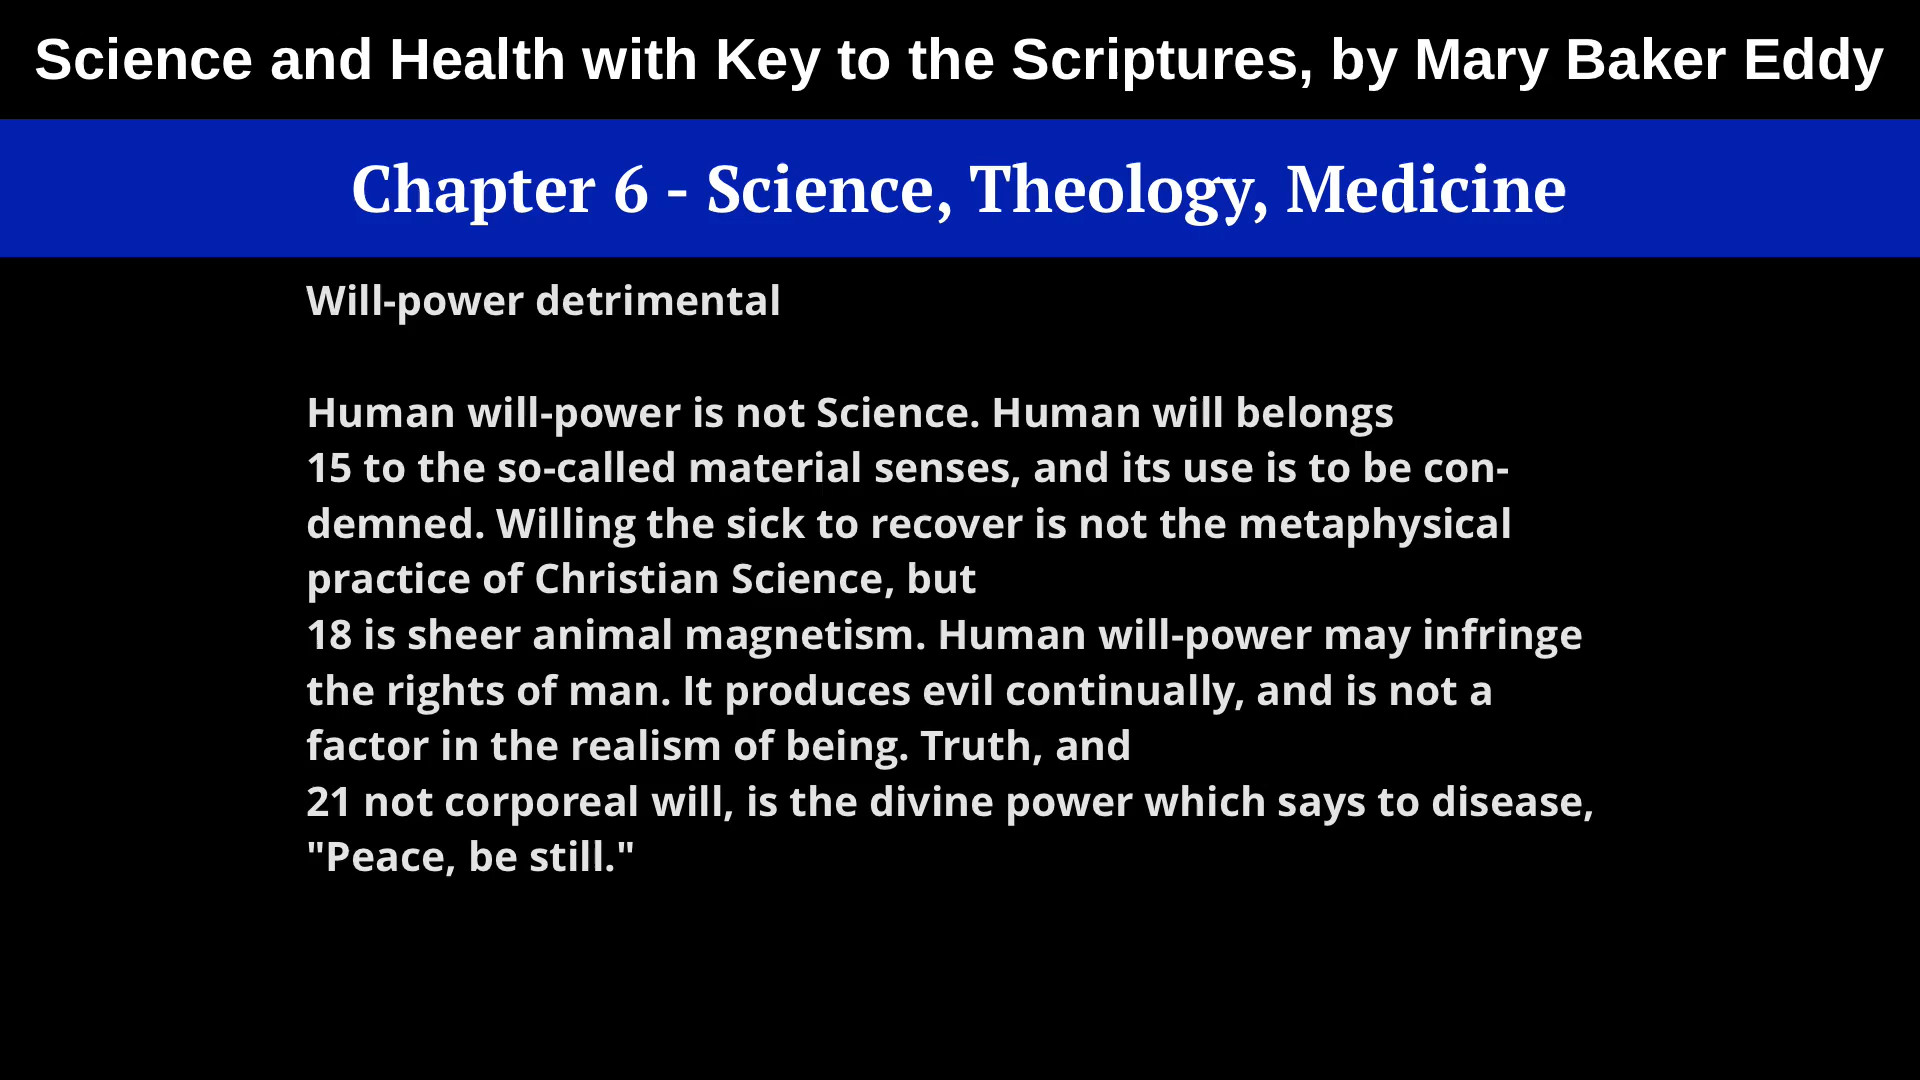 Science and Health with Key to the Scriptures, by Mary Baker Eddy
Chapter 6 - Science, Theology, Medicine
Will-power detrimental
Human will-power is not Science. Human will belongs
15 to the so-called material senses, and its use is to be con-
demned. Willing the sick to recover is not the metaphysical
practice of Christian Science, but
18 is sheer animal magnetism. Human will-power may infringe
the rights of man. It produces evil continually, and is not a
factor in the realism of being. Truth, and
21 not corporeal will, is the divine power which says to disease,
"Peace, be still."